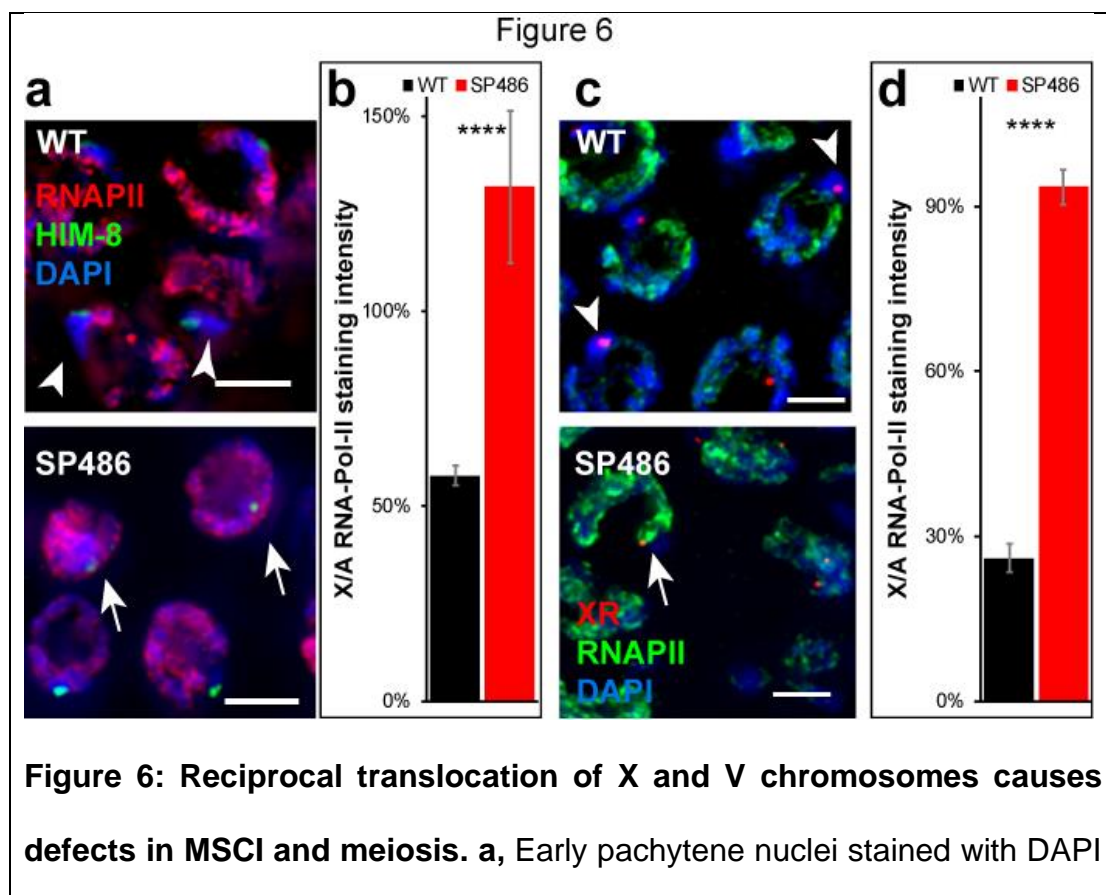 Figure 6
a
WT
RNAPII
HIM-8
DAPI
SP486
b
WT SP486
X/A RNA-Pol-II staining intensity
150%
100%
50%
0%
****
c
WT
SP486
XR
RNAPII
DAPI
d
WT SP486
X/A RNA-Pol-II staining intensity
90%
60%
30%
0%
****
Figure 6: Reciprocal translocation of X and V chromosomes causes
defects in MSCI and meiosis. a, Early pachytene nuclei stained with DAPI